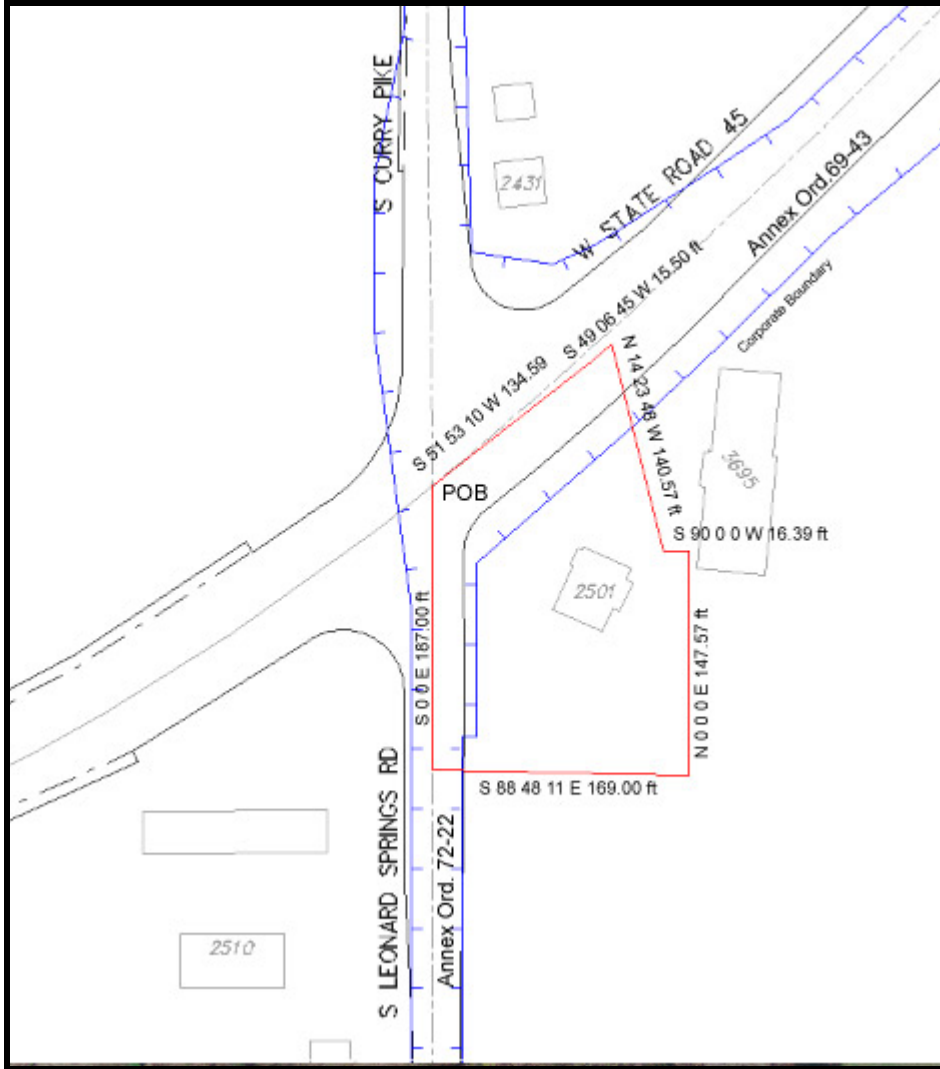 S CURRY PIKE
2431
W STATE ROAD 45
Annex Ord.69-43
Corporate Boundary
S 49 06 45 W 15.50 ft
S 51 53 10 W 134.59
N 14 23 48 W 140.57 ft
POB
3695
S 90 0 0 W 16.39 ft
2501
S 0 0 E 187.00 ft
N 0 0 0 E 147.57 ft
S 88 48 11 E 169.00 ft
S LEONARD SPRINGS RD
Annex Ord. 72-22
2510